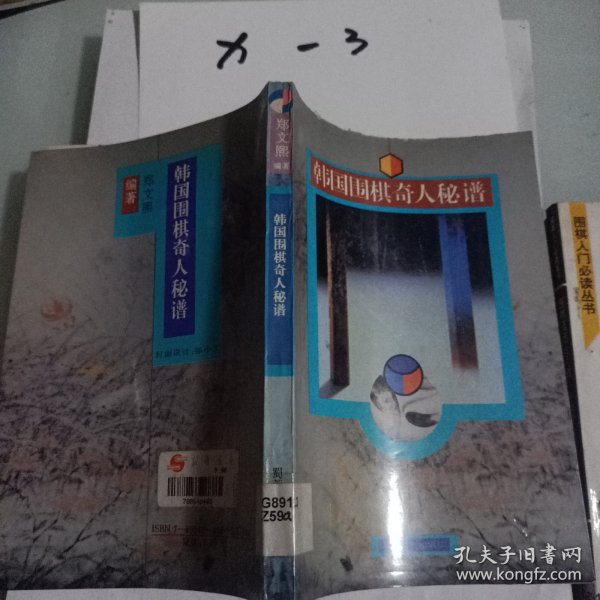 x-3
郑文熙
编著
韩国围棋奇人秘谱
郑文熙
编著
韩国围棋奇人秘谱
G891
Z59a
韩国围棋奇人秘谱
围棋入门必读丛书
孔夫子旧书网
www.kongfz.com